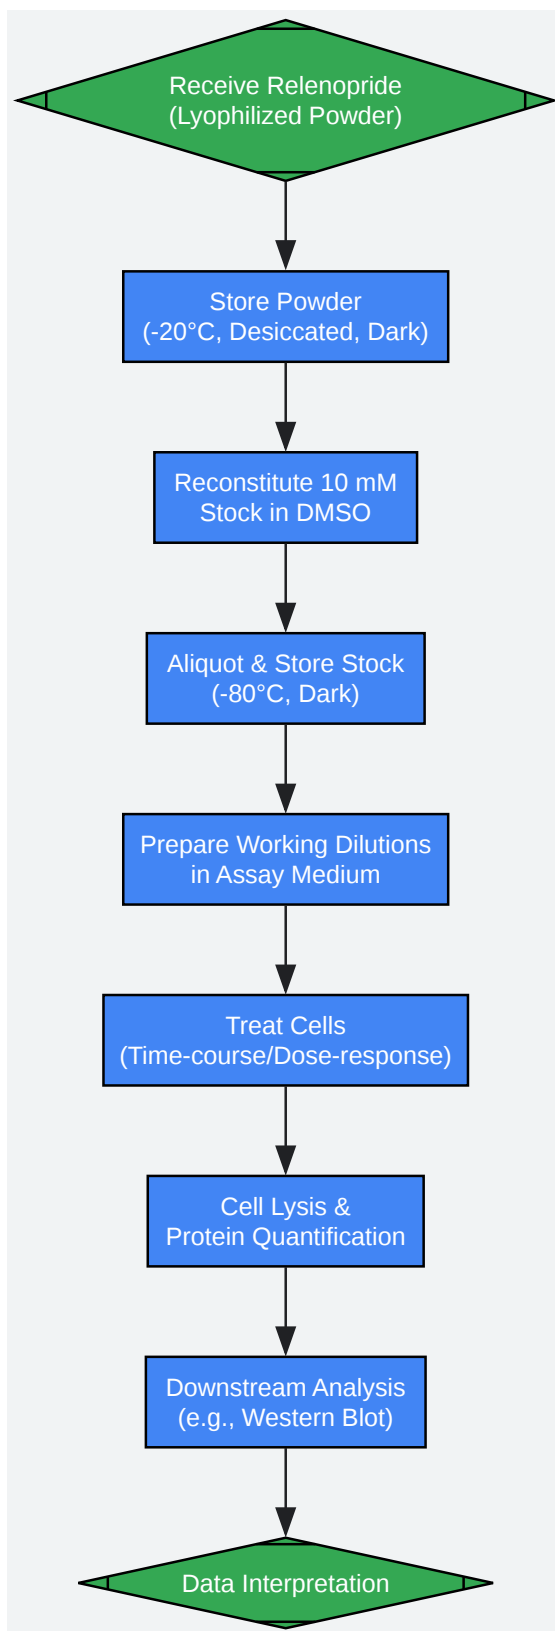 Receive Relenopride
(Lyophilized Powder)
Store Powder
(-20°C, Desiccated, Dark)
Reconstitute 10 mM
Stock in DMSO
Aliquot & Store Stock
(-80°C, Dark)
Prepare Working Dilutions
in Assay Medium
Treat Cells
(Time-course/Dose-response)
Cell Lysis &
Protein Quantification
Downstream Analysis
(e.g., Western Blot)
Data Interpretation